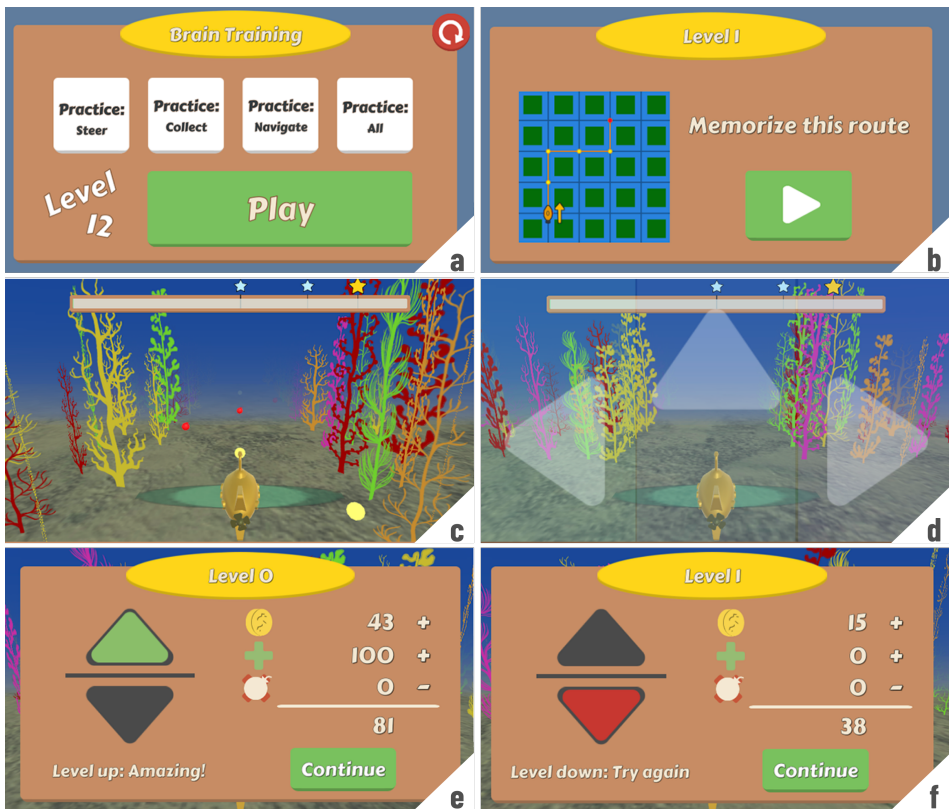 Brain Training
Practice:
Steer
Practice:
Collect
Practice:
Navigate
Practice:
All
Level
12
Play
a
Level 1
Memorize this route
b
c
d
Level 0
43 +
100 +
0 -
81
Level up: Amazing!
Continue
e
Level 1
15 +
0 +
0 -
38
Level down: Try again
Continue
f